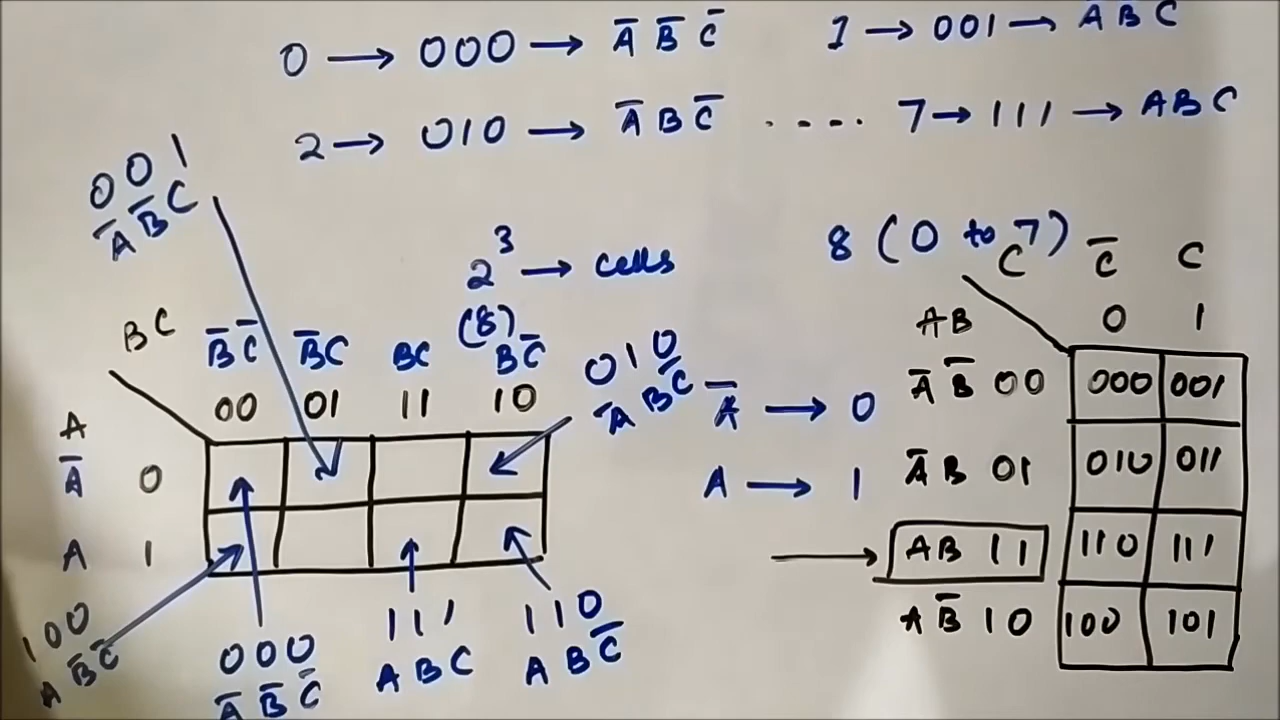 0 → 000 → A̅ B̅ C̅
1 → 001 → A̅ B̅ C
2 → 010 → A̅ B C̅ . . . . . 7 → 111 → A B C
001
A̅ B̅ C
2³ → cells
(8)
8 (0 to 7)
BC
B̅C̅ B̅C BC BC̅
00 01 11 10
A
A̅ 0
A 1
010
A̅ B C̅
100
A B̅ C̅
000
A̅ B̅ C̅
111
A B C
110
A B C̅
A̅ → 0
A → 1
C C̅ C
AB 0 1
A̅ B̅ 00 000 001
A̅ B 01 010 011
→ AB 11 110 111
A B̅ 10 100 101